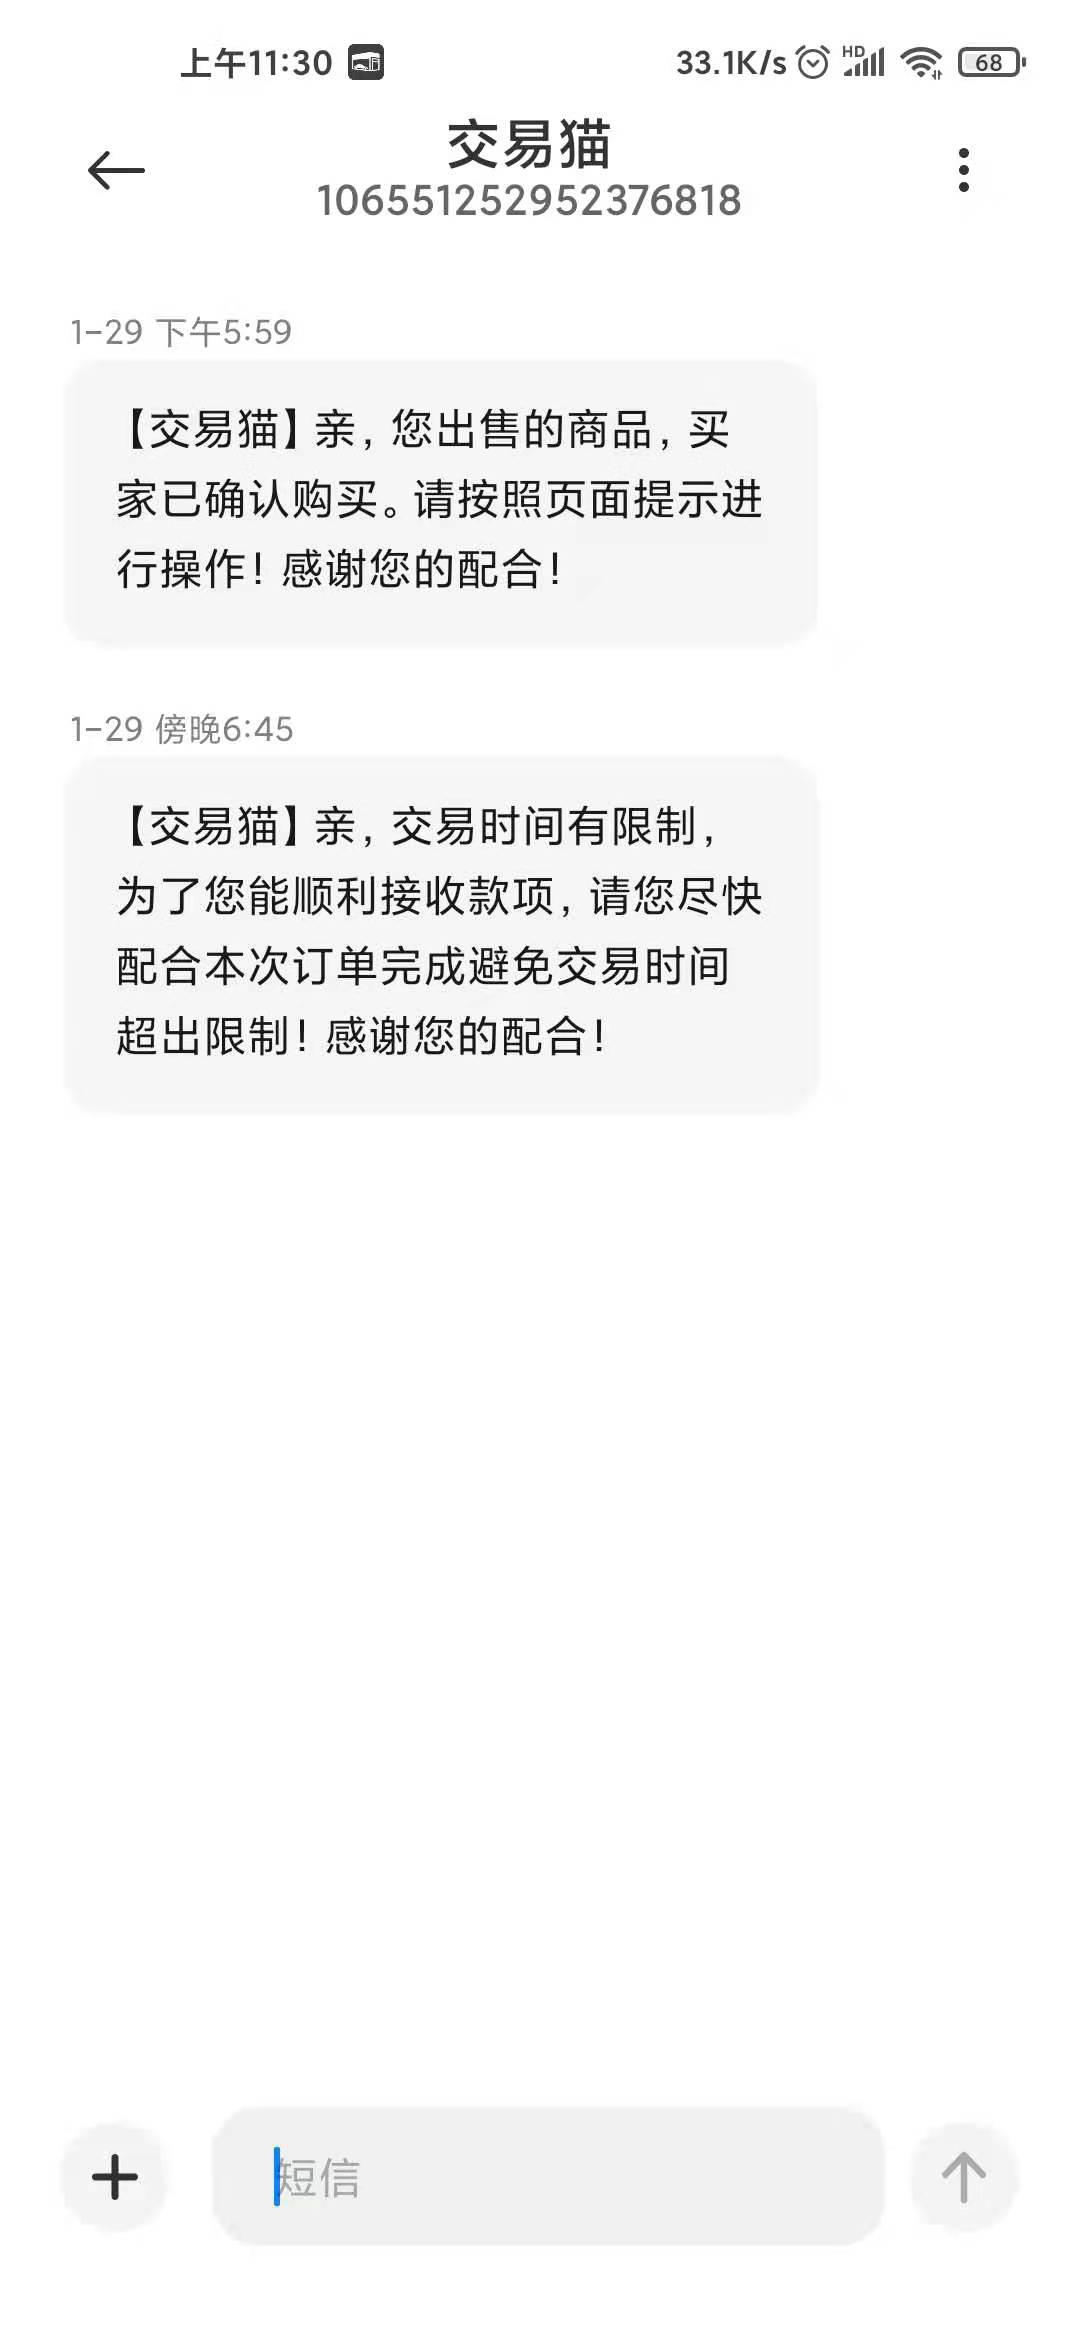 上午11:30
33.1K/s HD 68
交易猫
106551252952376818
1-29 下午5:59
【交易猫】亲, 您出售的商品, 买
家已确认购买。请按照页面提示进
行操作! 感谢您的配合!
1-29 傍晚6:45
【交易猫】亲, 交易时间有限制,
为了您能顺利接收款项, 请您尽快
配合本次订单完成避免交易时间
超出限制! 感谢您的配合!
短信